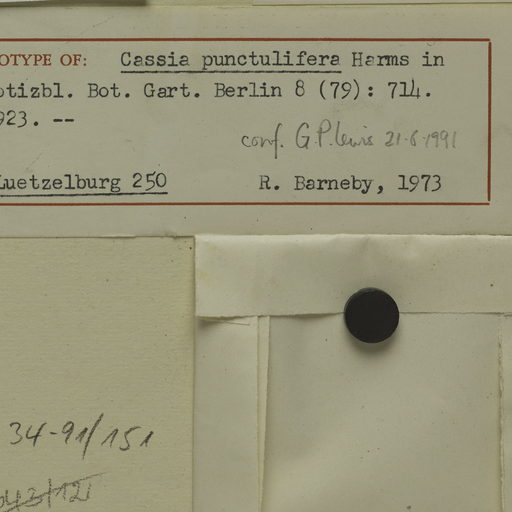 OTYPE OF: Cassia punctulifera Harms in
otizbl. Bot. Gart. Berlin 8 (79): 714.
923. --
conf. G.P. Lewis 21-6-1991
Luetzelburg 250 R. Barneby, 1973
34-91/151